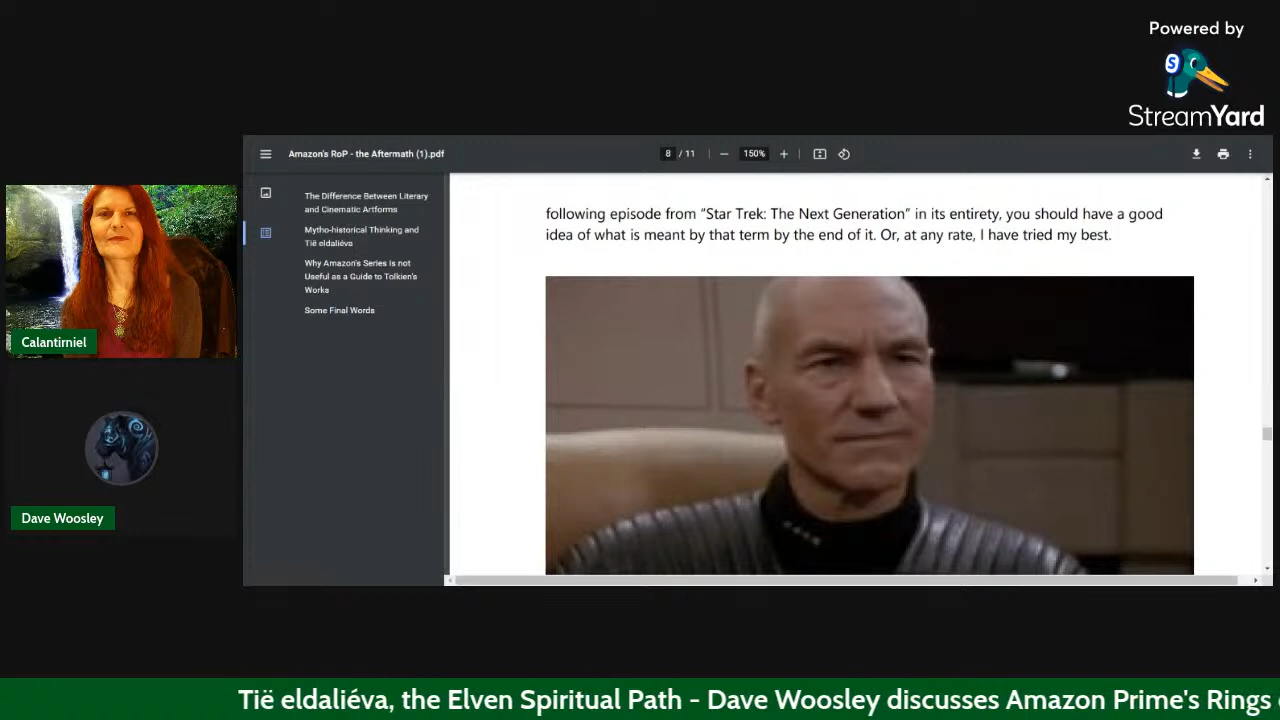 Powered by
S
StreamYard
Amazon's RoP - the Aftermath (1).pdf
8 / 11
150%
The Difference Between Literary
and Cinematic Artforms
Mytho-historical Thinking and
Tië eldaliéva
Why Amazon's Series is not
Useful as a Guide to Tolkien's
Works
Some Final Words
following episode from “Star Trek: The Next Generation” in its entirety, you should have a good
idea of what is meant by that term by the end of it. Or, at any rate, I have tried my best.
Calantirniel
Dave Woosley
Tië eldaliéva, the Elven Spiritual Path - Dave Woosley discusses Amazon Prime's Rings